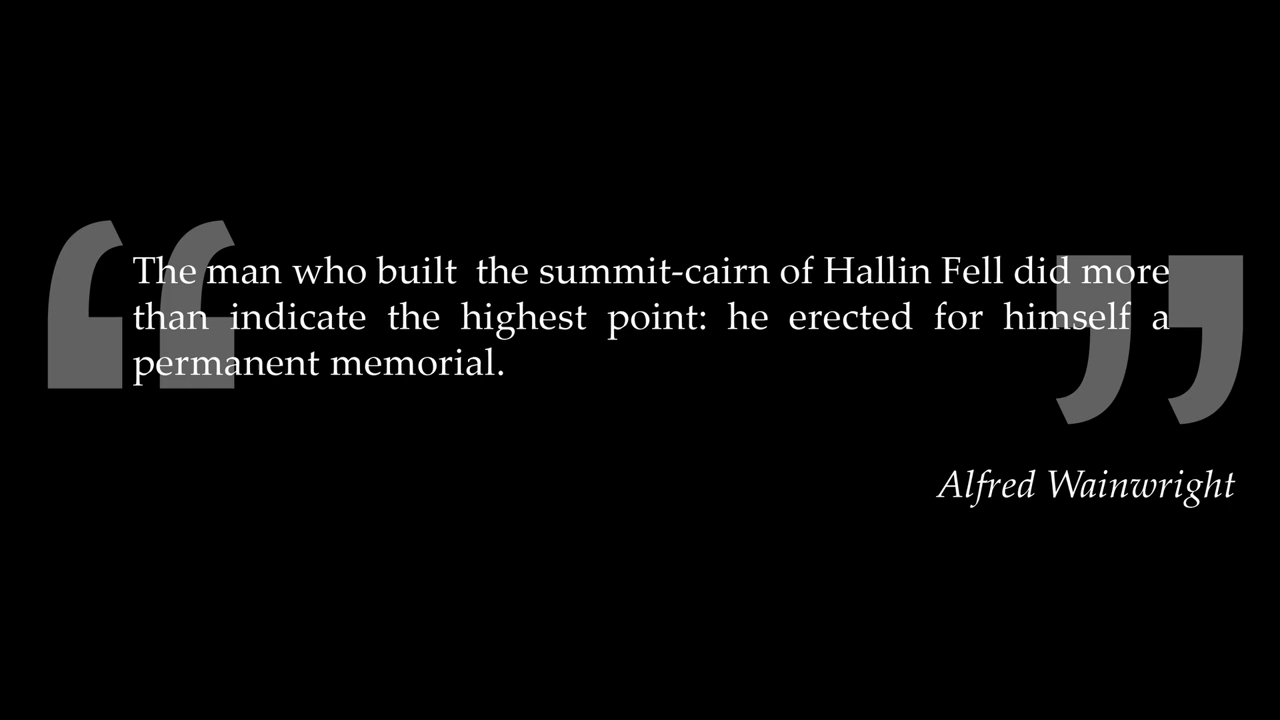 The man who built  the summit-cairn of Hallin Fell did more
than indicate the highest point: he erected for himself a
permanent memorial.
Alfred Wainwright